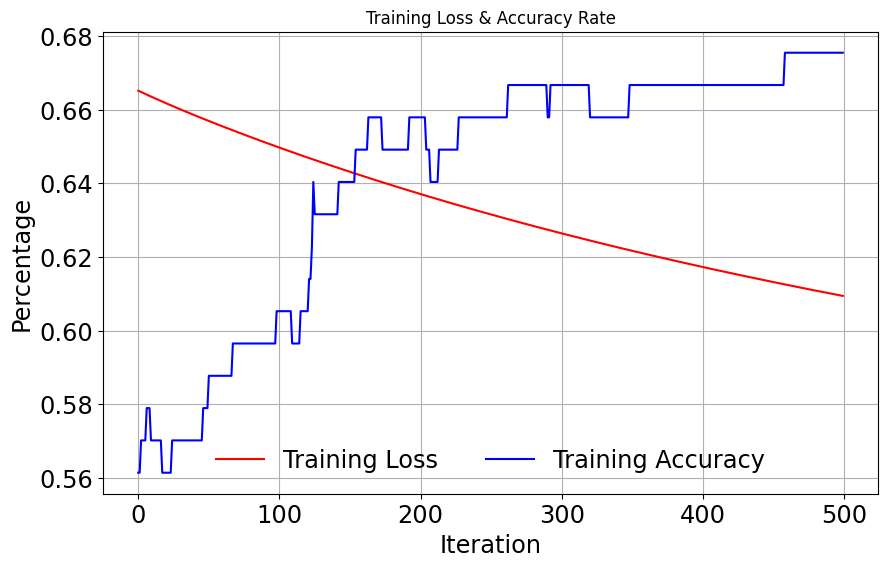 Training Loss & Accuracy Rate
0.68
0.66
0.64
0.62
0.60
0.58
0.56
Percentage
Training Loss
Training Accuracy
0
100
200
300
400
500
Iteration